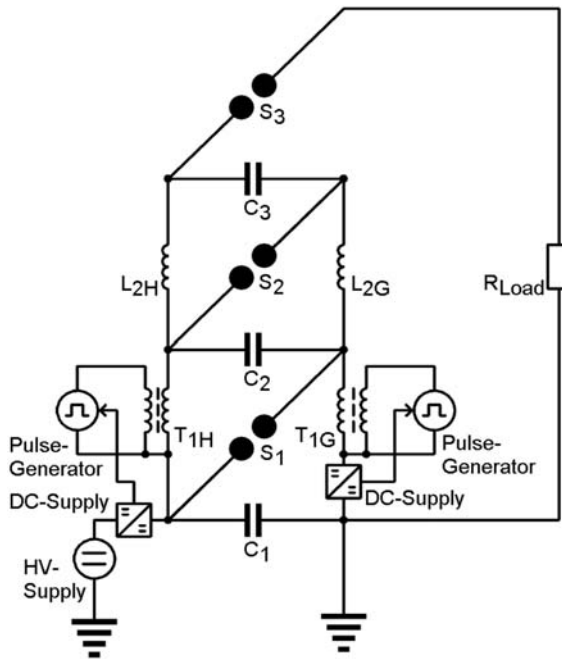 S3
C3
L2H
S2
L2G
RLoad
C2
T1H
T1G
S1
Pulse-
Generator
Pulse-
Generator
DC-Supply
DC-Supply
C1
HV-
Supply